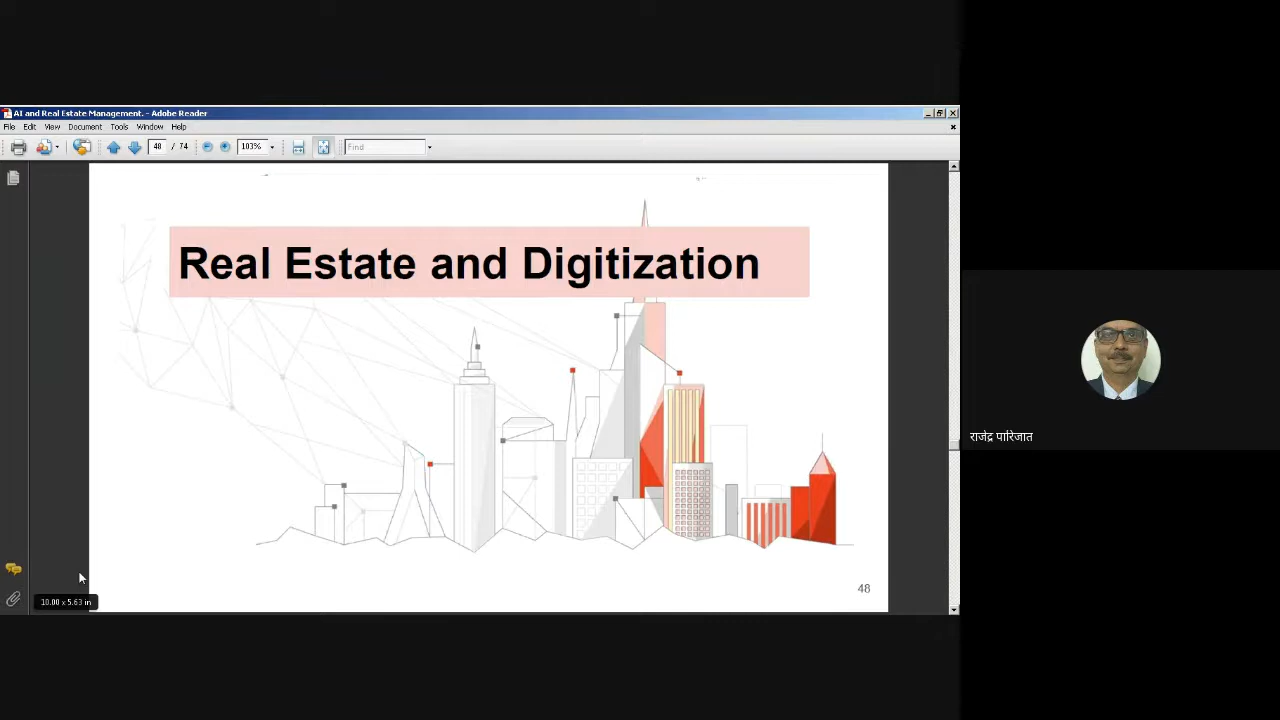 AI and Real Estate Management. - Adobe Reader
File Edit View Document Tools Window Help
48 / 74 103% Find
Real Estate and Digitization
48
10.00 x 5.63 in
राजेंद्र पारिजात